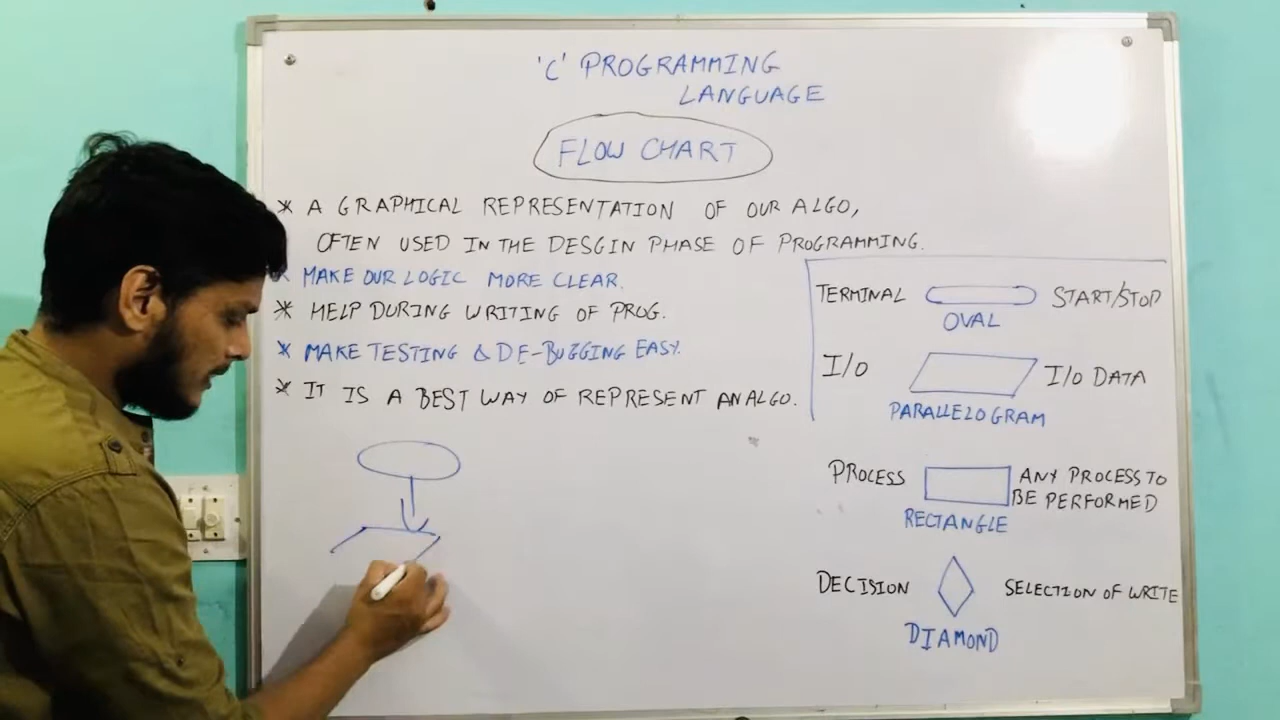 'C' PROGRAMMING
LANGUAGE
FLOW CHART
* A GRAPHICAL REPRESENTATION OF OUR ALGO,
OFTEN USED IN THE DESGIN PHASE OF PROGRAMMING.
* MAKE OUR LOGIC MORE CLEAR.
* HELP DURING WRITING OF PROG.
* MAKE TESTING & DE-BUGGING EASY.
* IT IS A BEST WAY OF REPRESENT AN ALGO.
TERMINAL START/STOP
OVAL
I/O I/O DATA
PARALLELOGRAM
PROCESS ANY PROCESS TO
BE PERFORMED
RECTANGLE
DECISION SELECTION OF WRITE
DIAMOND